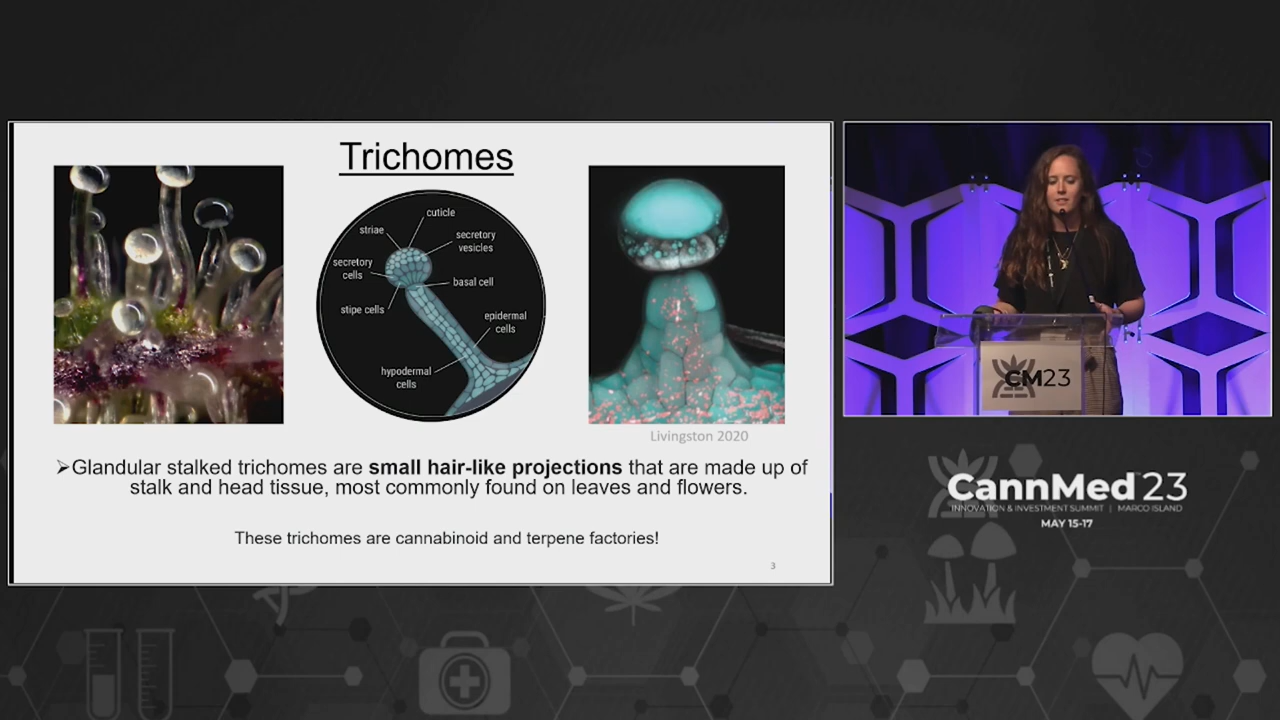 Trichomes
cuticle
striae
secretory
vesicles
secretory
cells
basal cell
stipe cells
epidermal
cells
hypodermal
cells
Livingston 2020
➢Glandular stalked trichomes are small hair-like projections that are made up of
stalk and head tissue, most commonly found on leaves and flowers.
These trichomes are cannabinoid and terpene factories!
3
CM23
CannMed 23
INNOVATION & INVESTMENT SUMMIT | MARCO ISLAND
MAY 15-17